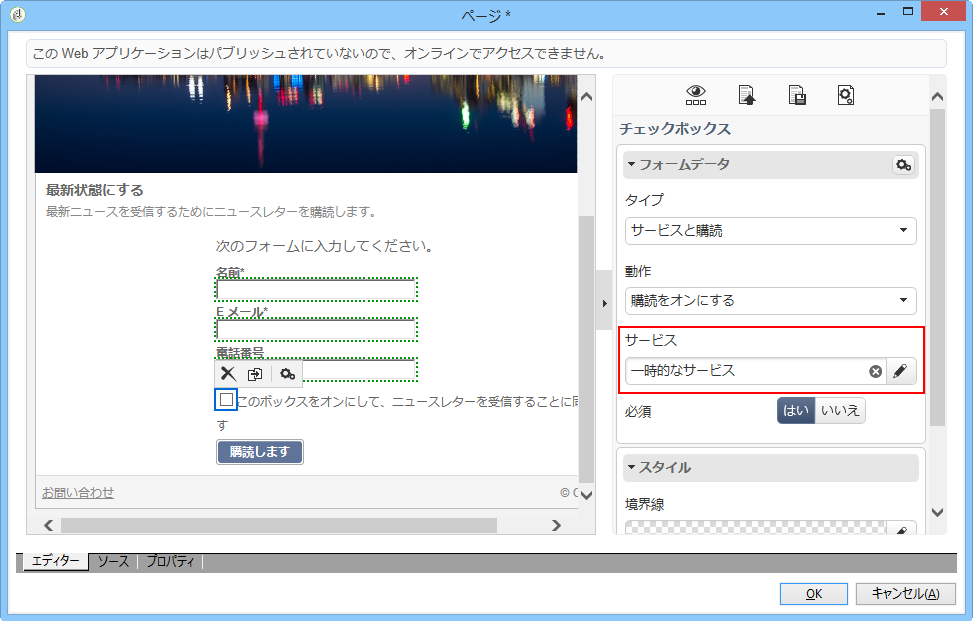 ページ *
この Web アプリケーションはパブリッシュされていないので、オンラインでアクセスできません。
最新状態にする
最新ニュースを受信するためにニュースレターを購読します。
次のフォームに入力してください。
名前*
E メール*
電話番号
このボックスをオンにして、ニュースレターを受信することに同
す
購読します
お問い合わせ
©
チェックボックス
フォームデータ
タイプ
サービスと購読
動作
購読をオンにする
サービス
一時的なサービス
必須
はい いいえ
スタイル
境界線
エディター ソース プロパティ
OK キャンセル(A)